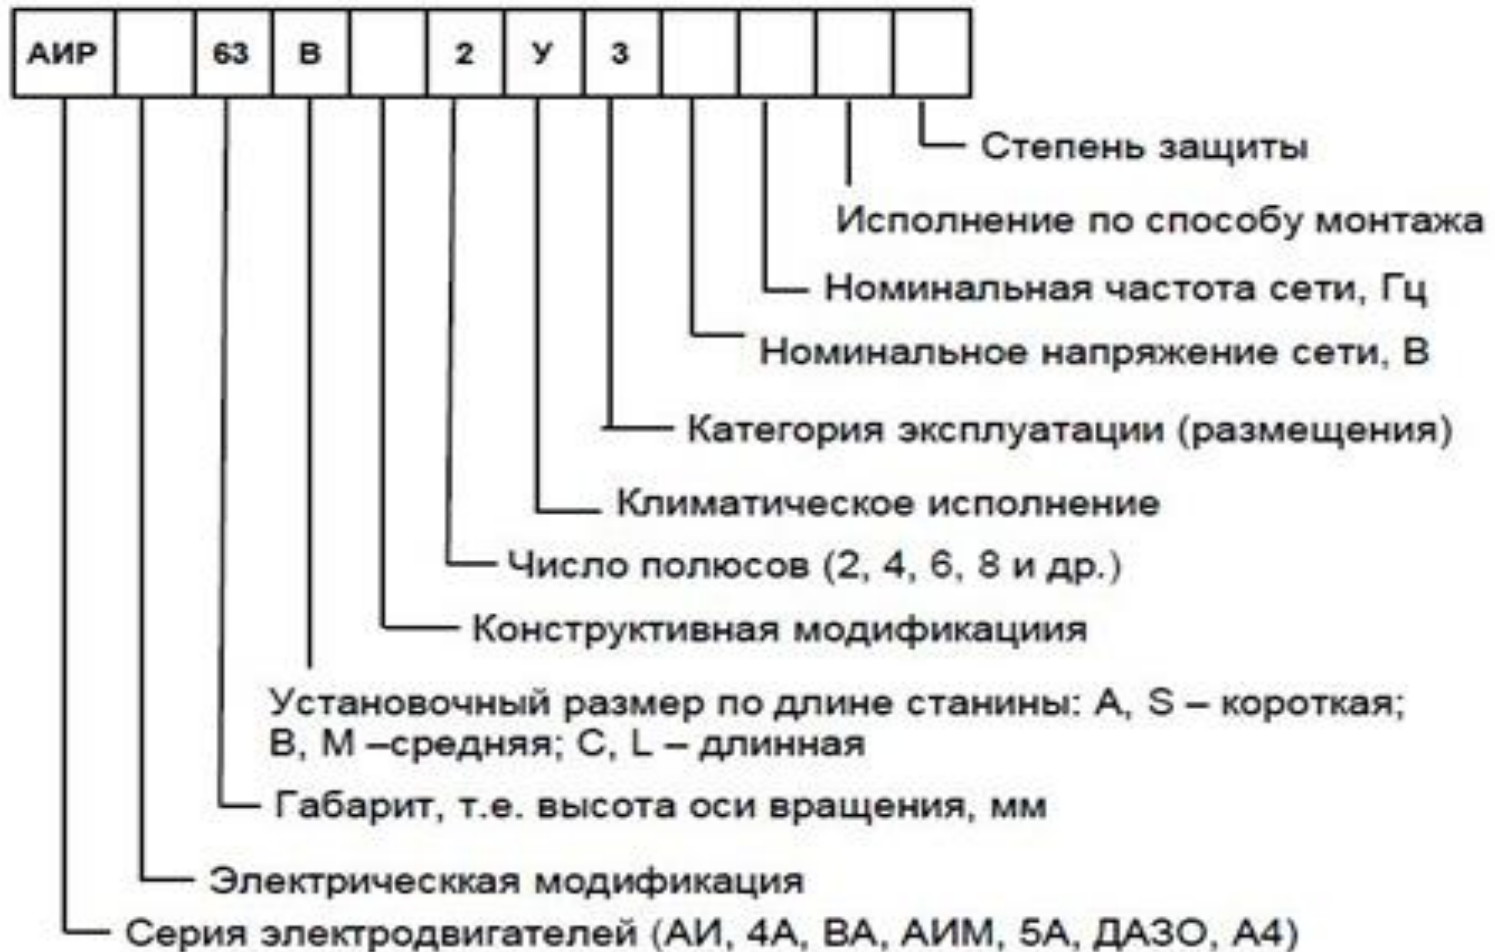 АИР 63 В 2 У 3
Степень защиты
Исполнение по способу монтажа
Номинальная частота сети, Гц
Номинальное напряжение сети, В
Категория эксплуатации (размещения)
Климатическое исполнение
Число полюсов (2, 4, 6, 8 и др.)
Конструктивная модификациия
Установочный размер по длине станины: A, S – короткая;
B, M –средняя; C, L – длинная
Габарит, т.е. высота оси вращения, мм
Электрическкая модификация
Серия электродвигателей (АИ, 4А, ВА, АИМ, 5А, ДАЗО, А4)